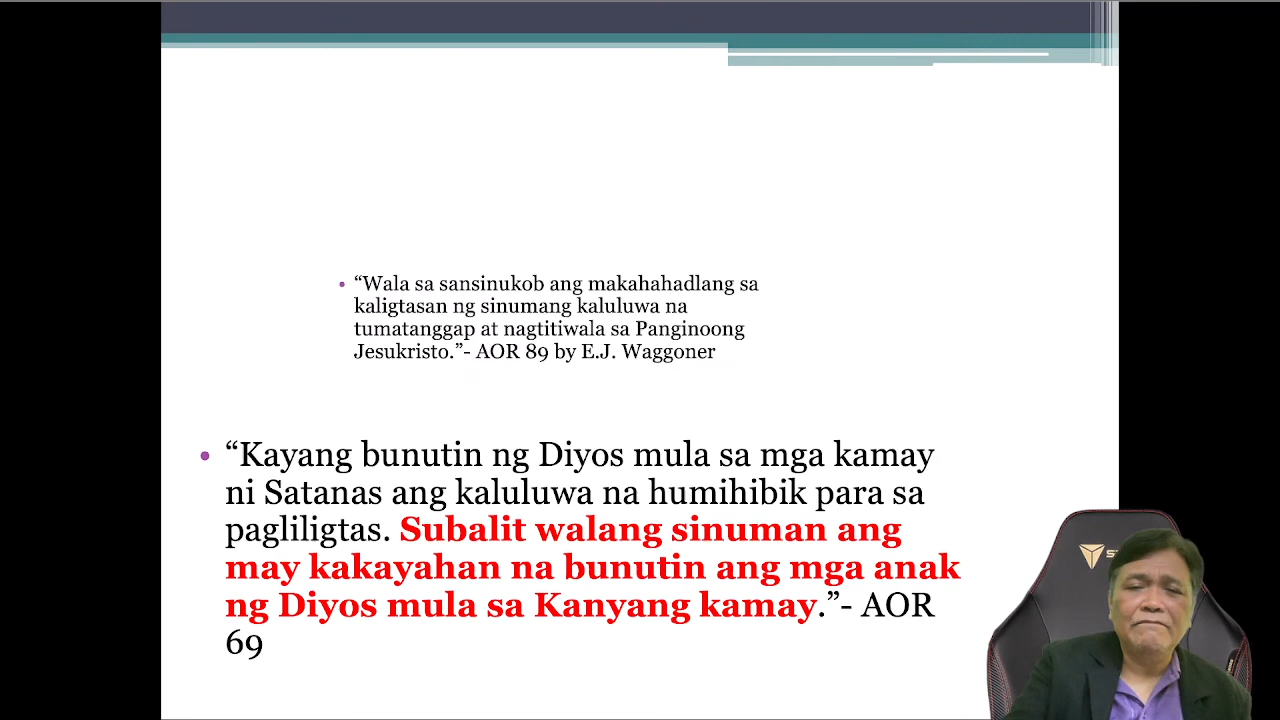 • “Wala sa sansinukob ang makahahadlang sa
kaligtasan ng sinumang kaluluwa na
tumatanggap at nagtitiwala sa Panginoong
Jesukristo.”- AOR 89 by E.J. Waggoner
• “Kayang bunutin ng Diyos mula sa mga kamay
ni Satanas ang kaluluwa na humihibik para sa
pagliligtas. Subalit walang sinuman ang
may kakayahan na bunutin ang mga anak
ng Diyos mula sa Kanyang kamay.”- AOR
69